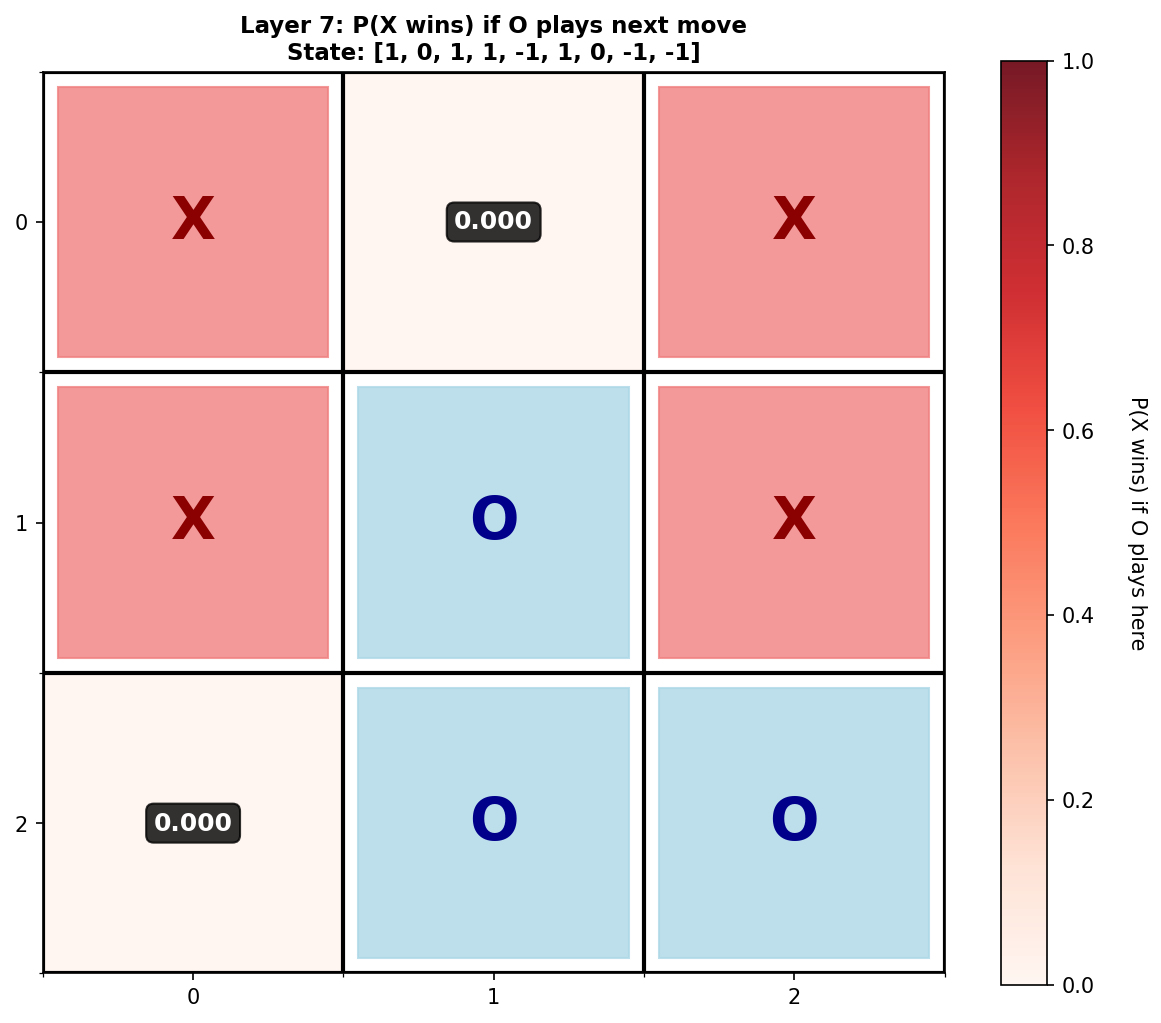 Layer 7: P(X wins) if O plays next move
State: [1, 0, 1, 1, -1, 1, 0, -1, -1]
X
0.000
X
0
X
O
X
1
0.000
O
O
2
0
1
2
1.0
0.8
0.6
0.4
0.2
0.0
P(X wins) if O plays here